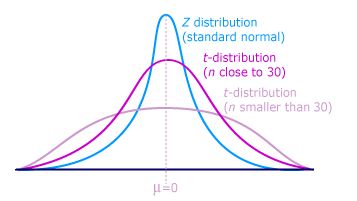 Z distribution
(standard normal)
t-distribution
(n close to 30)
t-distribution
(n smaller than 30)
μ=0